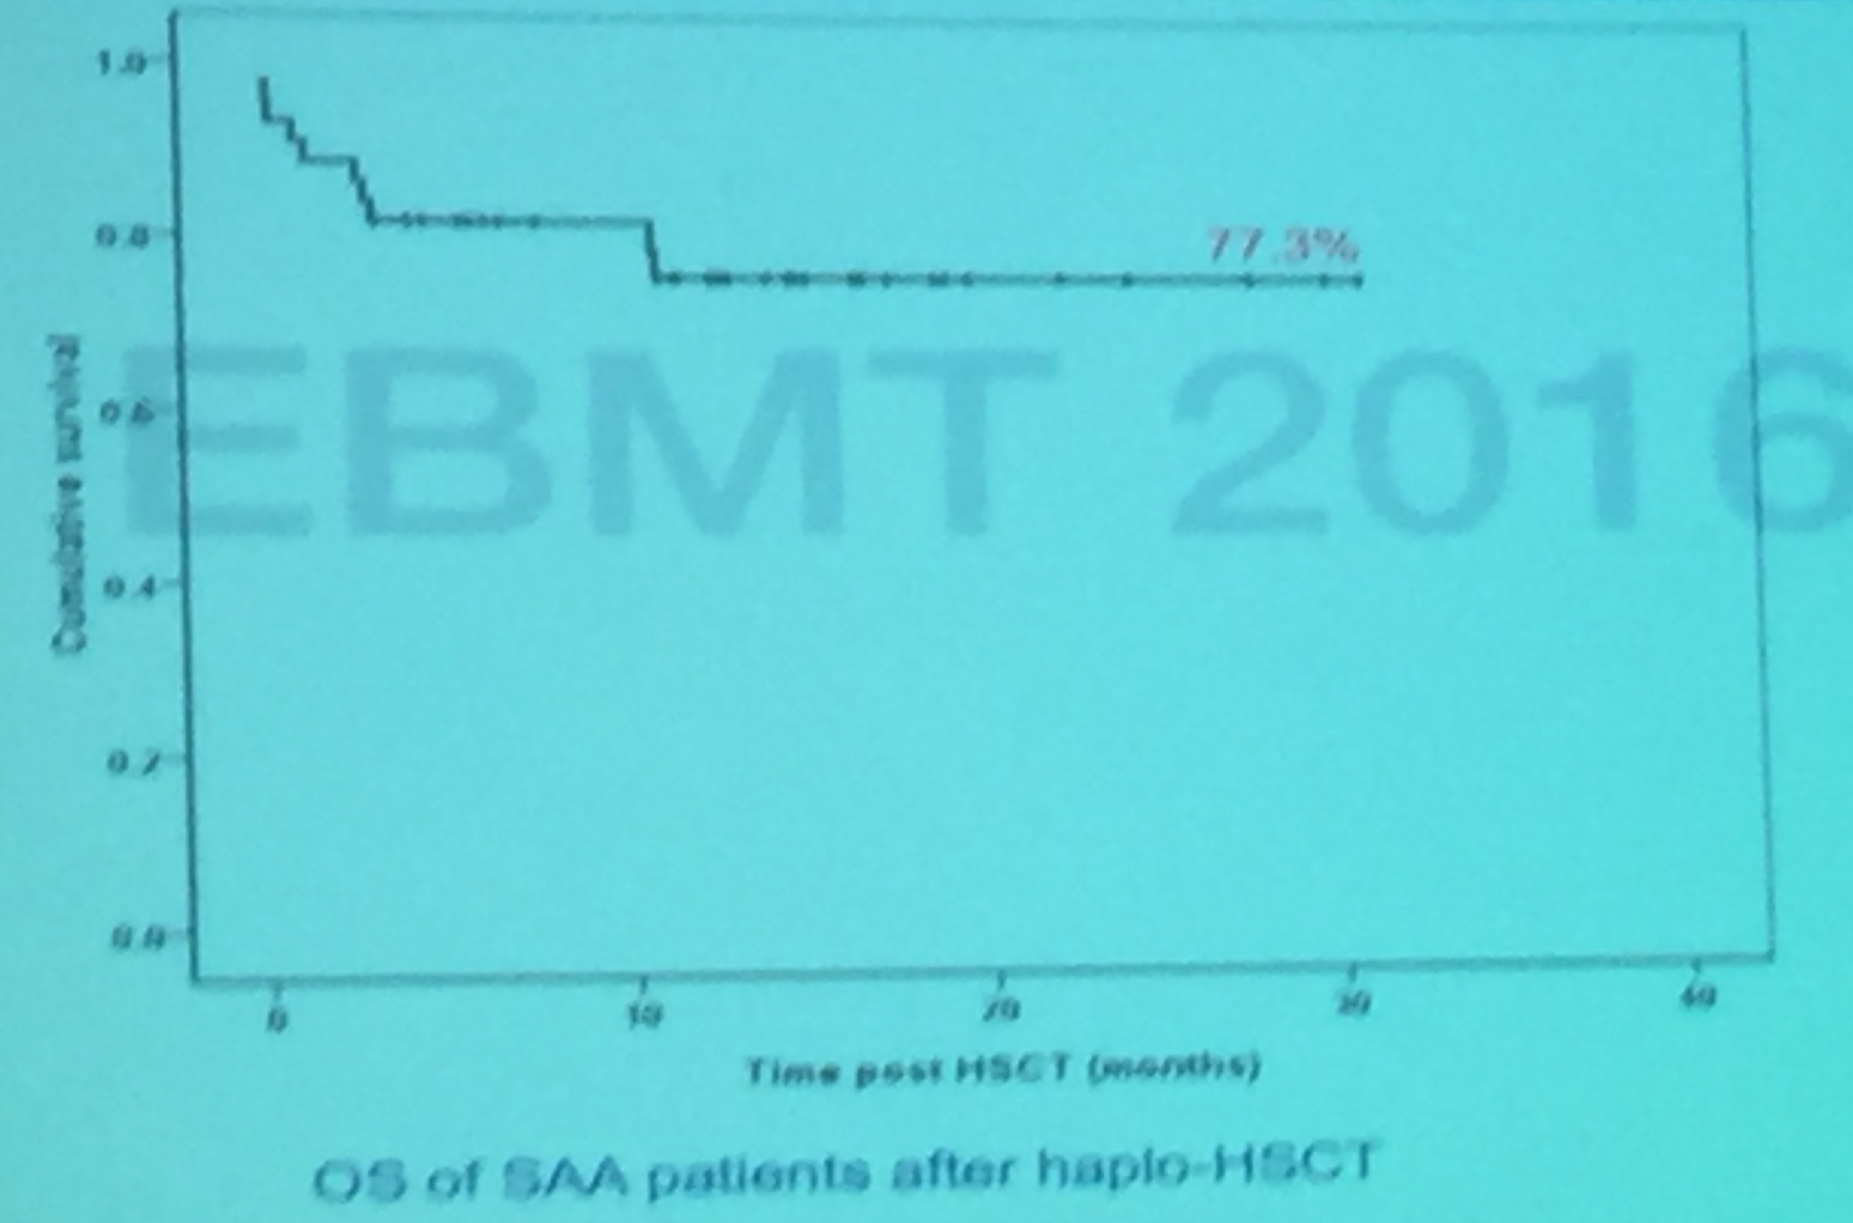 1.0
0.8
77.3%
Cumulative survival
0.6
EBMT 2016
0.4
0.2
0.0
0 10 20 30 40
Time post HSCT (months)
OS of SAA patients after haplo-HSCT